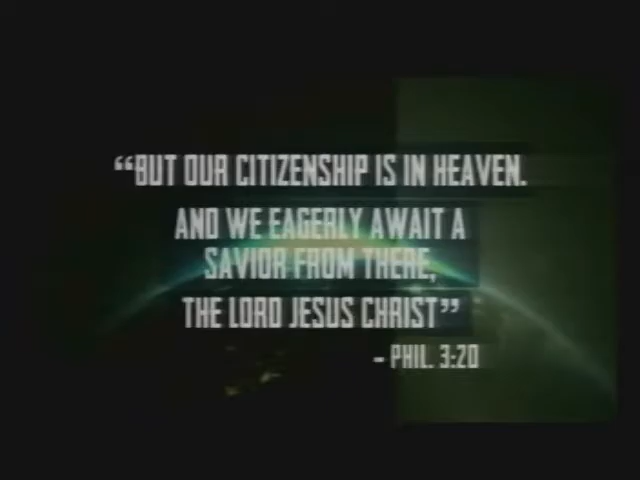 “BUT OUR CITIZENSHIP IS IN HEAVEN.
AND WE EAGERLY AWAIT A
SAVIOR FROM THERE,
THE LORD JESUS CHRIST”
- PHIL. 3:20